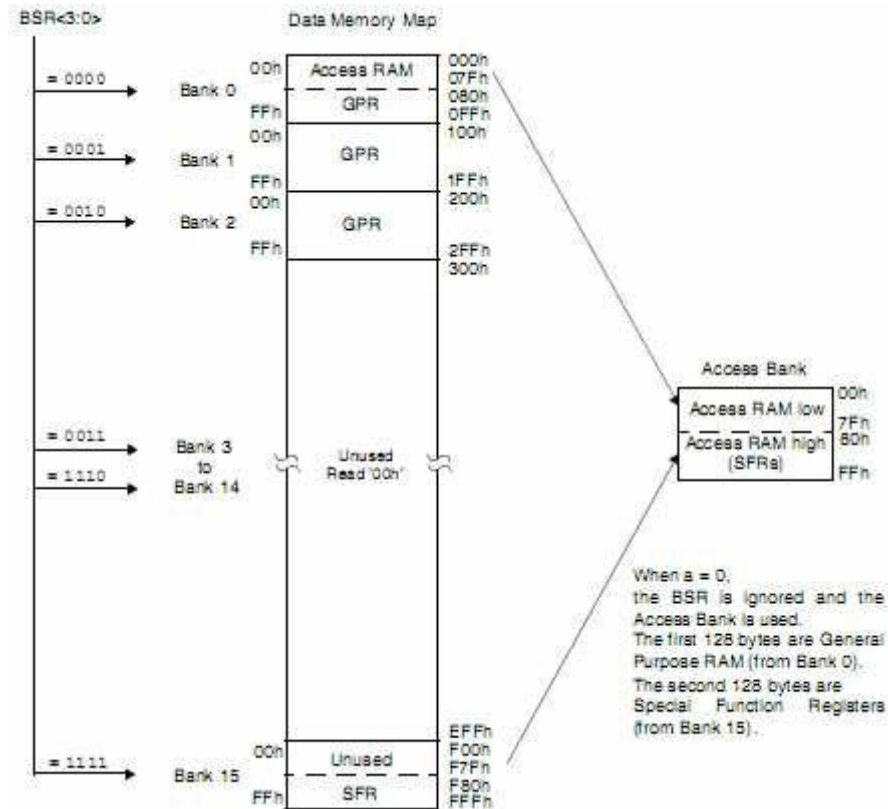 BSR<3:0>
Data Memory Map
= 0000
Bank 0
00h
Access RAM
000h
07Fh
080h
FFh
GPR
0FFh
= 0001
Bank 1
00h
GPR
100h
FFh
1FFh
= 0010
Bank 2
00h
GPR
200h
FFh
2FFh
300h
Access Bank
00h
Access RAM low
7Fh
80h
Access RAM high
(SFRs)
FFh
= 0011
Bank 3
to
= 1110
Bank 14
Unused
Read '00h'
When a = 0,
the BSR is ignored and the
Access Bank is used.
The first 128 bytes are General
Purpose RAM (from Bank 0).
The second 128 bytes are
Special Function Registers
(from Bank 15).
EFFh
= 1111
Bank 15
00h
Unused
F00h
F7Fh
F80h
FFh
SFR
FFFh